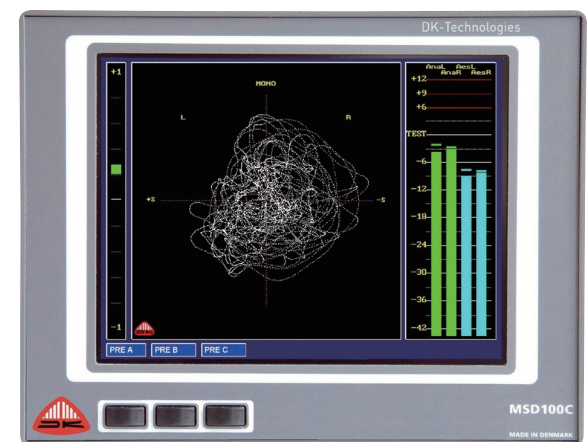 DK-Technologies
+1
MONO
L
R
+S
-S
-1
AnaL AesL
AnaR AesR
+12
+9
+6
TEST
-6
-12
-18
-24
-30
-36
-42
PRE A PRE B PRE C
DK
MSD100C
MADE IN DENMARK